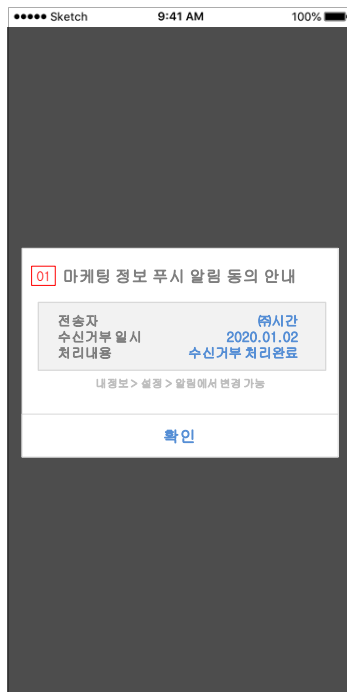 ●●●●● Sketch 9:41 AM 100%
01 마케팅 정보 푸시 알림 동의 안내
전송자 ㈜시간
수신거부 일시 2020.01.02
처리내용 수신거부 처리완료
내정보 > 설정 > 알림에서 변경 가능
확인